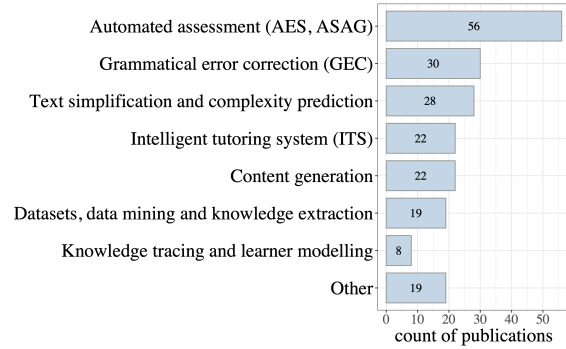 Automated assessment (AES, ASAG) 56
Grammatical error correction (GEC) 30
Text simplification and complexity prediction 28
Intelligent tutoring system (ITS) 22
Content generation 22
Datasets, data mining and knowledge extraction 19
Knowledge tracing and learner modelling 8
Other 19
0 10 20 30 40 50
count of publications